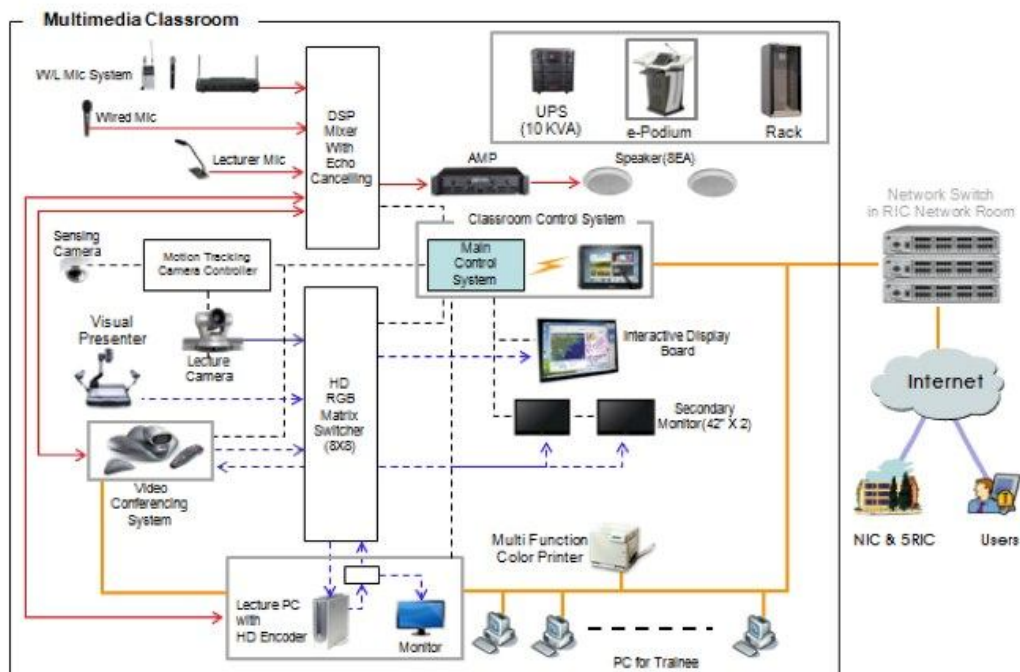 Multimedia Classroom
W/L Mic System
Wired Mic
Lecturer Mic
DSP
Mixer
With
Echo
Cancelling
UPS
(10 KVA)
e-Podium
Rack
AMP
Speaker(8EA)
Network Switch
in RIC Network Room
Sensing
Camera
Motion Tracking
Camera Controller
Classroom Control System
Main
Control
System
Visual
Presenter
Lecture
Camera
HD
RGB
Matrix
Switcher
(8X8)
Interactive Display
Board
Secondary
Monitor(42" X 2)
Internet
Video
Conferencing
System
NIC & 5RIC
Users
Multi Function
Color Printer
Lecture PC
with
HD Encoder
Monitor
PC for Trainee